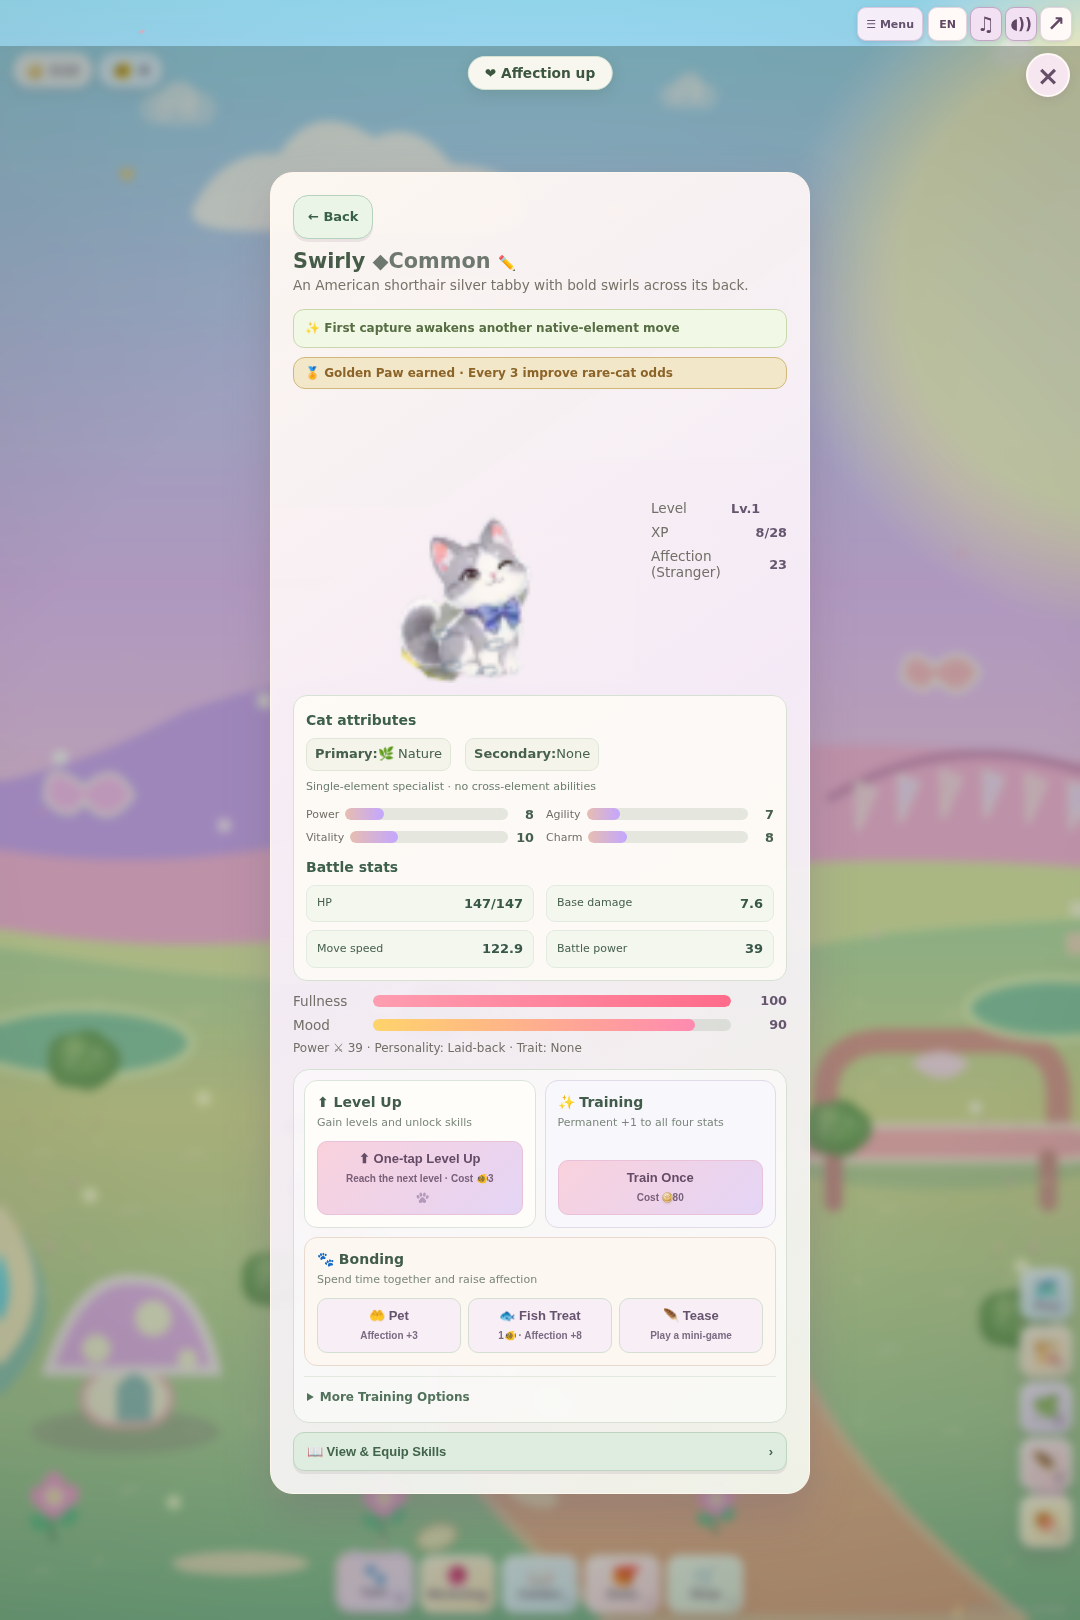 ☰ Menu
EN
❤ Affection up
← Back
Swirly ◆Common
An American shorthair silver tabby with bold swirls across its back.
✨ First capture awakens another native-element move
🏅 Golden Paw earned · Every 3 improve rare-cat odds
Level Lv.1
XP 8/28
Affection (Stranger) 23
Cat attributes
Primary:🌿 Nature Secondary:None
Single-element specialist · no cross-element abilities
Power 8 Agility 7
Vitality 10 Charm 8
Battle stats
HP 147/147 Base damage 7.6
Move speed 122.9 Battle power 39
Fullness 100
Mood 90
Power ⚔ 39 · Personality: Laid-back · Trait: None
⬆ Level Up
Gain levels and unlock skills
⬆ One-tap Level Up
Reach the next level · Cost 🐠3
✨ Training
Permanent +1 to all four stats
Train Once
Cost 🪙80
🐾 Bonding
Spend time together and raise affection
🤲 Pet
Affection +3
🐟 Fish Treat
1🐠 · Affection +8
🪶 Tease
Play a mini-game
▶ More Training Options
📖 View & Equip Skills ›